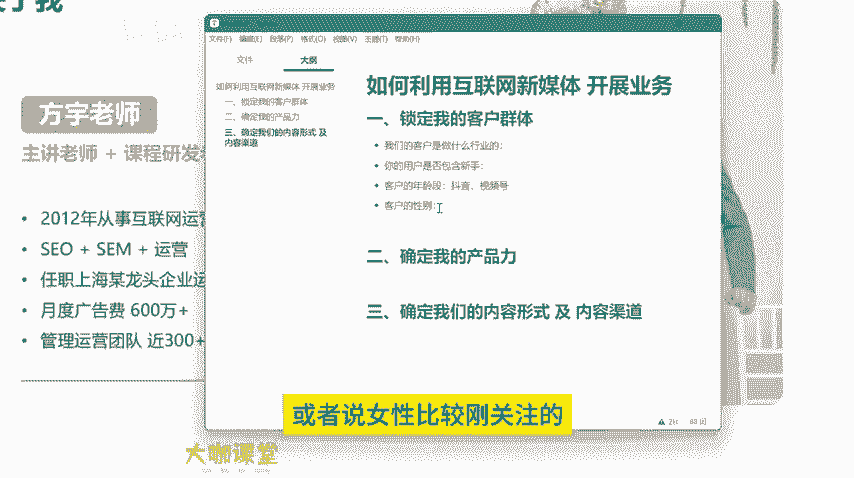 方宇老师
主讲老师 + 课程研发
2012年从事互联网运营
SEO + SEM + 运营
任职上海某龙头企业运
月度广告费 600万+
管理运营团队 近300+
文件(F) 编辑(E) 段落(P) 格式(O) 视图(V) 主题(T) 帮助(H)
文件 大纲
如何利用互联网新媒体 开展业务
一、锁定我的客户群体
二、确定我的产品力
三、确定我们的内容形式 及
内容渠道
如何利用互联网新媒体 开展业务
一、锁定我的客户群体
我们的客户是做什么行业的:
你的用户是否包含新手:
客户的年龄段: 抖音、视频号
客户的性别:
二、确定我的产品力
三、确定我们的内容形式 及 内容渠道
或者说女性比较刚关注的
大咖课堂